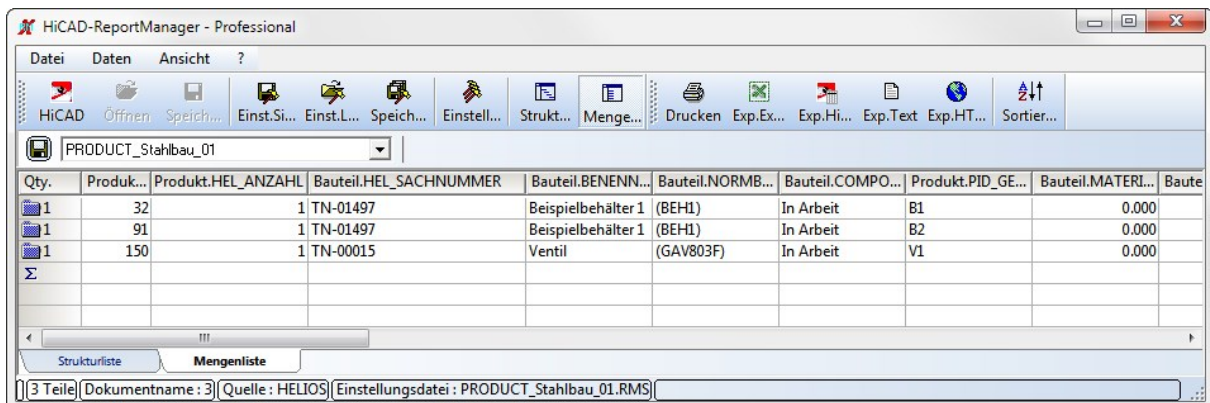 HiCAD-ReportManager - Professional
Datei Daten Ansicht ?
HiCAD Öffnen Speich... Einst.Si... Einst.L... Speich... Einstell... Strukt... Menge... Drucken Exp.Ex... Exp.Hi... Exp.Text Exp.HT... Sortier...
PRODUCT_Stahlbau_01
Qty. Produk... Produkt.HEL_ANZAHL Bauteil.HEL_SACHNUMMER Bauteil.BENENN... Bauteil.NORMB... Bauteil.COMPO... Produkt.PID_GE... Bauteil.MATERI... Baute
1 32 1 TN-01497 Beispielbehälter 1 (BEH1) In Arbeit B1 0.000
1 91 1 TN-01497 Beispielbehälter 1 (BEH1) In Arbeit B2 0.000
1 150 1 TN-00015 Ventil (GAV803F) In Arbeit V1 0.000
Σ
Strukturliste Mengenliste
3 Teile Dokumentname : 3 Quelle : HELIOS Einstellungsdatei : PRODUCT_Stahlbau_01.RMS